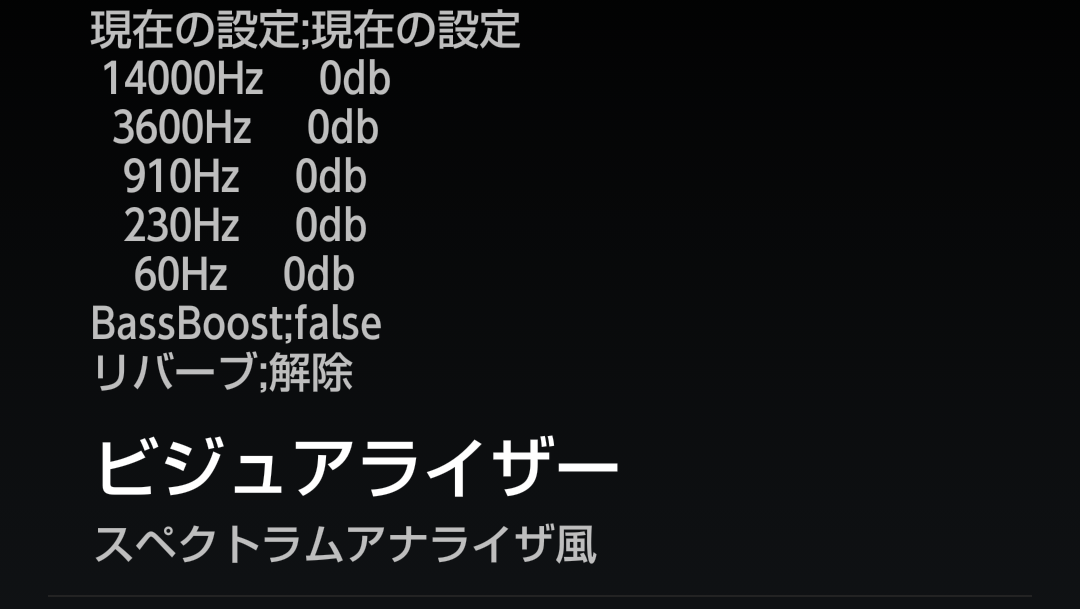 現在の設定;現在の設定
14000Hz 0db
3600Hz 0db
910Hz 0db
230Hz 0db
60Hz 0db
BassBoost;false
リバーブ;解除
ビジュアライザー
スペクトラムアナライザ風